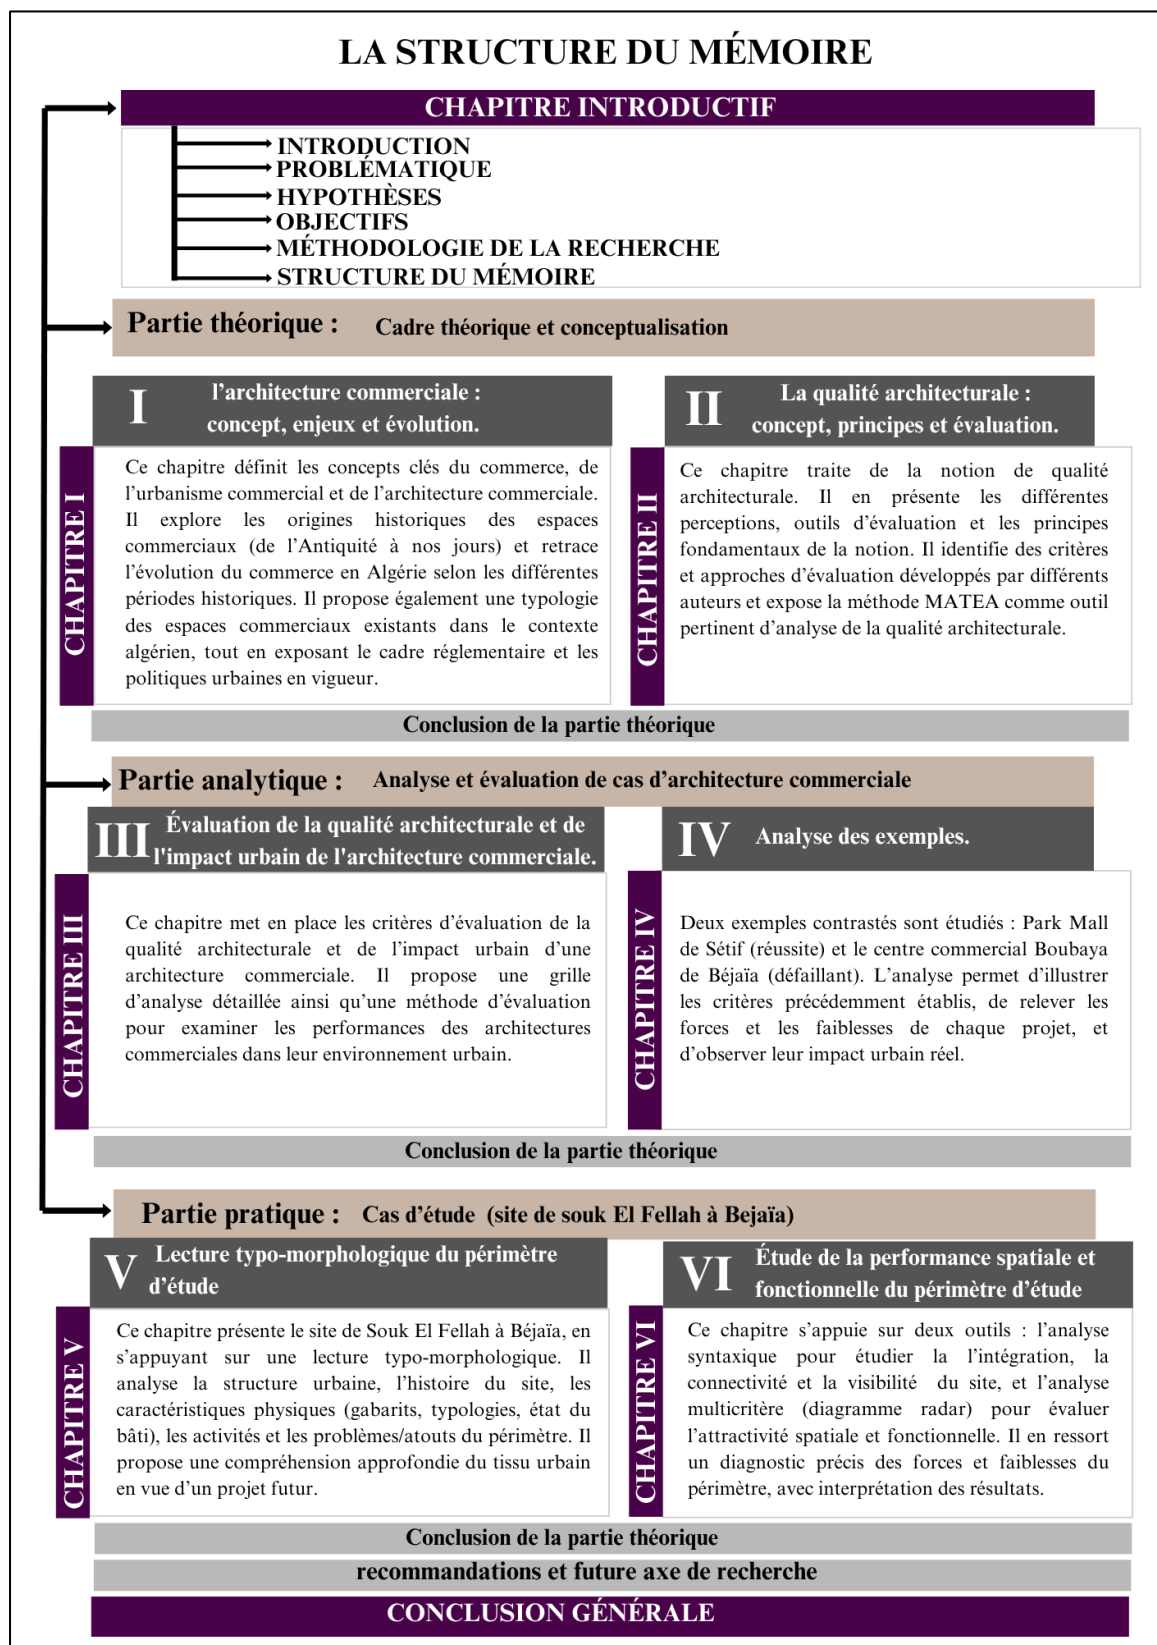 LA STRUCTURE DU MÉMOIRE
CHAPITRE INTRODUCTIF
INTRODUCTION
PROBLÉMATIQUE
HYPOTHÈSES
OBJECTIFS
MÉTHODOLOGIE DE LA RECHERCHE
STRUCTURE DU MÉMOIRE
Partie théorique : Cadre théorique et conceptualisation
I
l'architecture commerciale :
concept, enjeux et évolution.
CHAPITRE I
Ce chapitre définit les concepts clés du commerce, de
l'urbanisme commercial et de l'architecture commerciale.
Il explore les origines historiques des espaces
commerciaux (de l'Antiquité à nos jours) et retrace
l'évolution du commerce en Algérie selon les différentes
périodes historiques. Il propose également une typologie
des espaces commerciaux existants dans le contexte
algérien, tout en exposant le cadre réglementaire et les
politiques urbaines en vigueur.
II
La qualité architecturale :
concept, principes et évaluation.
CHAPITRE II
Ce chapitre traite de la notion de qualité
architecturale. Il en présente les différentes
perceptions, outils d'évaluation et les principes
fondamentaux de la notion. Il identifie des critères
et approches d'évaluation développés par différents
auteurs et expose la méthode MATEA comme outil
pertinent d'analyse de la qualité architecturale.
Conclusion de la partie théorique
Partie analytique : Analyse et évaluation de cas d'architecture commerciale
III
Évaluation de la qualité architecturale et de
l'impact urbain de l'architecture commerciale.
CHAPITRE III
Ce chapitre met en place les critères d'évaluation de la
qualité architecturale et de l'impact urbain d'une
architecture commerciale. Il propose une grille
d'analyse détaillée ainsi qu'une méthode d'évaluation
pour examiner les performances des architectures
commerciales dans leur environnement urbain.
IV
Analyse des exemples.
CHAPITRE IV
Deux exemples contrastés sont étudiés : Park Mall
de Sétif (réussite) et le centre commercial Boubaya
de Béjaïa (défaillant). L'analyse permet d'illustrer
les critères précédemment établis, de relever les
forces et les faiblesses de chaque projet, et
d'observer leur impact urbain réel.
Conclusion de la partie théorique
Partie pratique : Cas d'étude (site de souk El Fellah à Bejaïa)
V
Lecture typo-morphologique du périmètre
d'étude
CHAPITRE V
Ce chapitre présente le site de Souk El Fellah à Béjaïa, en
s'appuyant sur une lecture typo-morphologique. Il
analyse la structure urbaine, l'histoire du site, les
caractéristiques physiques (gabarits, typologies, état du
bâti), les activités et les problèmes/atouts du périmètre. Il
propose une compréhension approfondie du tissu urbain
en vue d'un projet futur.
VI
Étude de la performance spatiale et
fonctionnelle du périmètre d'étude
CHAPITRE VI
Ce chapitre s'appuie sur deux outils : l'analyse
syntaxique pour étudier la l'intégration, la
connectivité et la visibilité du site, et l'analyse
multicritère (diagramme radar) pour évaluer
l'attractivité spatiale et fonctionnelle. Il en ressort
un diagnostic précis des forces et faiblesses du
périmètre, avec interprétation des résultats.
Conclusion de la partie théorique
recommandations et future axe de recherche
CONCLUSION GÉNÉRALE